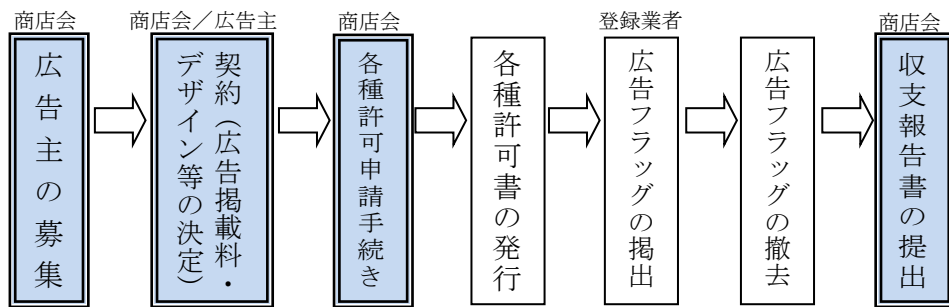 商店会
広告主の募集
商店会／広告主
契約（広告掲載料・
デザイン等の決定）
商店会
各種許可申請手続き
各種許可書の発行
登録業者
広告フラッグの掲出
広告フラッグの撤去
商店会
収支報告書の提出